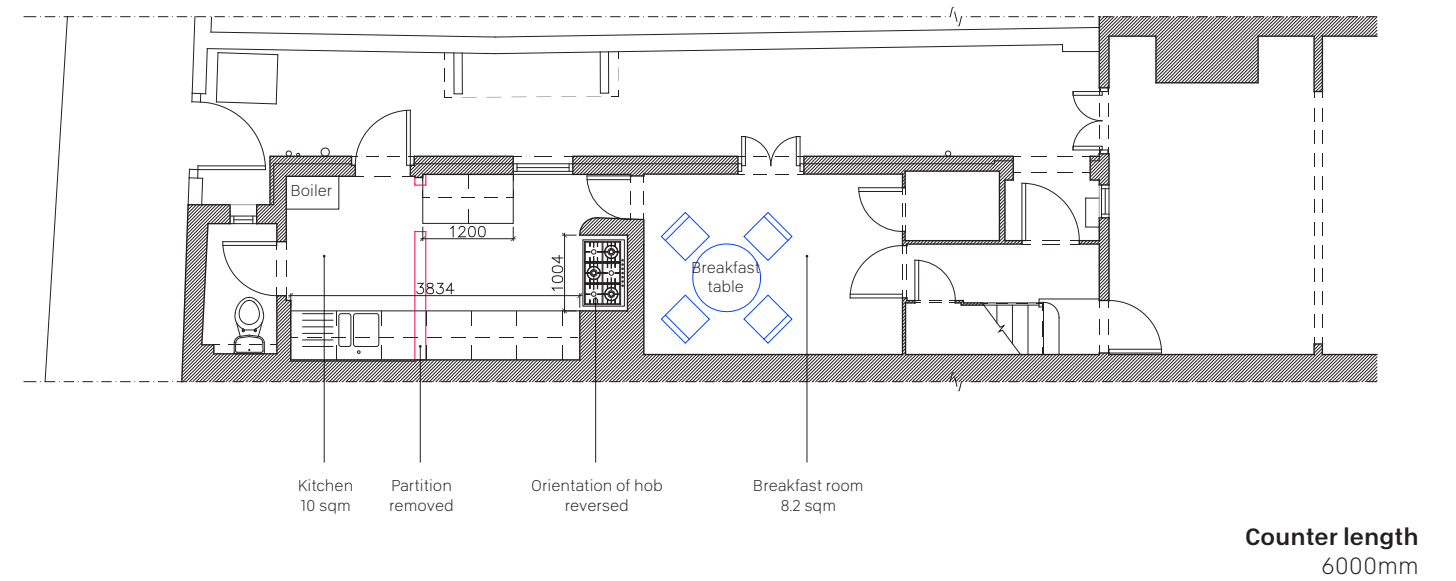 Boiler
1200
1004
3834
Breakfast
table
Kitchen
10 sqm
Partition
removed
Orientation of hob
reversed
Breakfast room
8.2 sqm
Counter length
6000mm